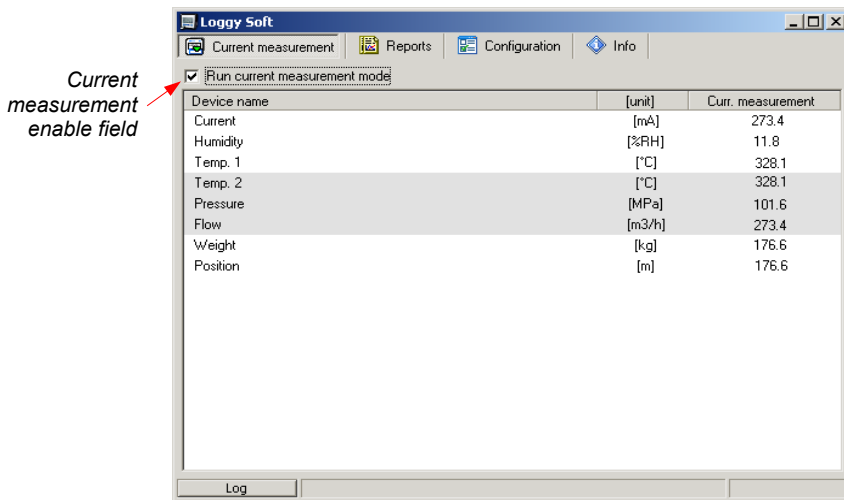 Loggy Soft
Current measurement Reports Configuration Info
Current measurement enable field
Run current measurement mode
Device name [unit] Curr. measurement
Current [mA] 273.4
Humidity [%RH] 11.8
Temp. 1 [°C] 328.1
Temp. 2 [°C] 328.1
Pressure [MPa] 101.6
Flow [m3/h] 273.4
Weight [kg] 176.6
Position [m] 176.6
Log